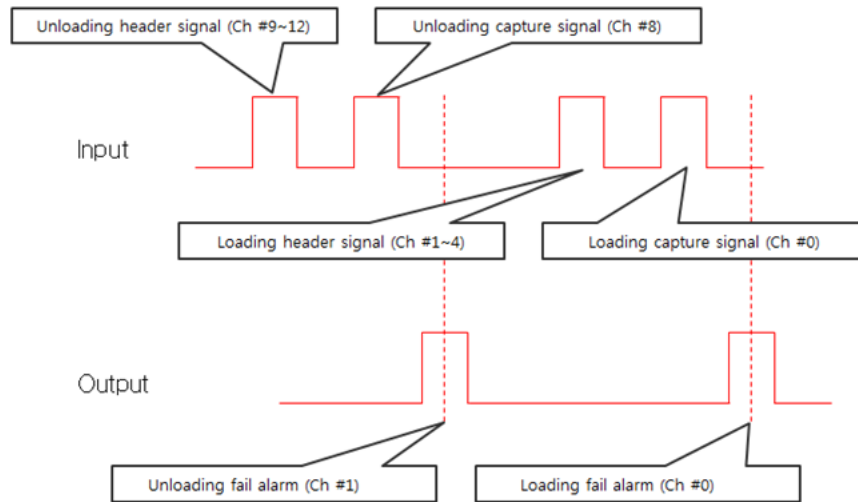 Unloading header signal (Ch #9~12)
Unloading capture signal (Ch #8)
Input
Loading header signal (Ch #1~4)
Loading capture signal (Ch #0)
Output
Unloading fail alarm (Ch #1)
Loading fail alarm (Ch #0)